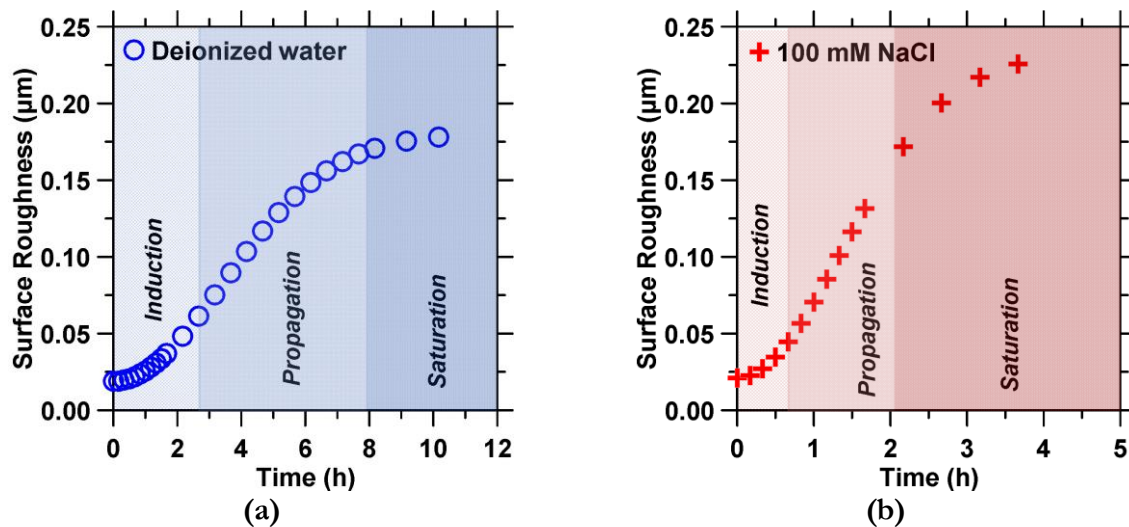 Deionized water
Surface Roughness (μm)
0.25
0.20
0.15
0.10
0.05
0.00
Induction
Propagation
Saturation
0 2 4 6 8 10 12
Time (h)
(a)
100 mM NaCl
Surface Roughness (μm)
0.25
0.20
0.15
0.10
0.05
0.00
Induction
Propagation
Saturation
0 1 2 3 4 5
Time (h)
(b)